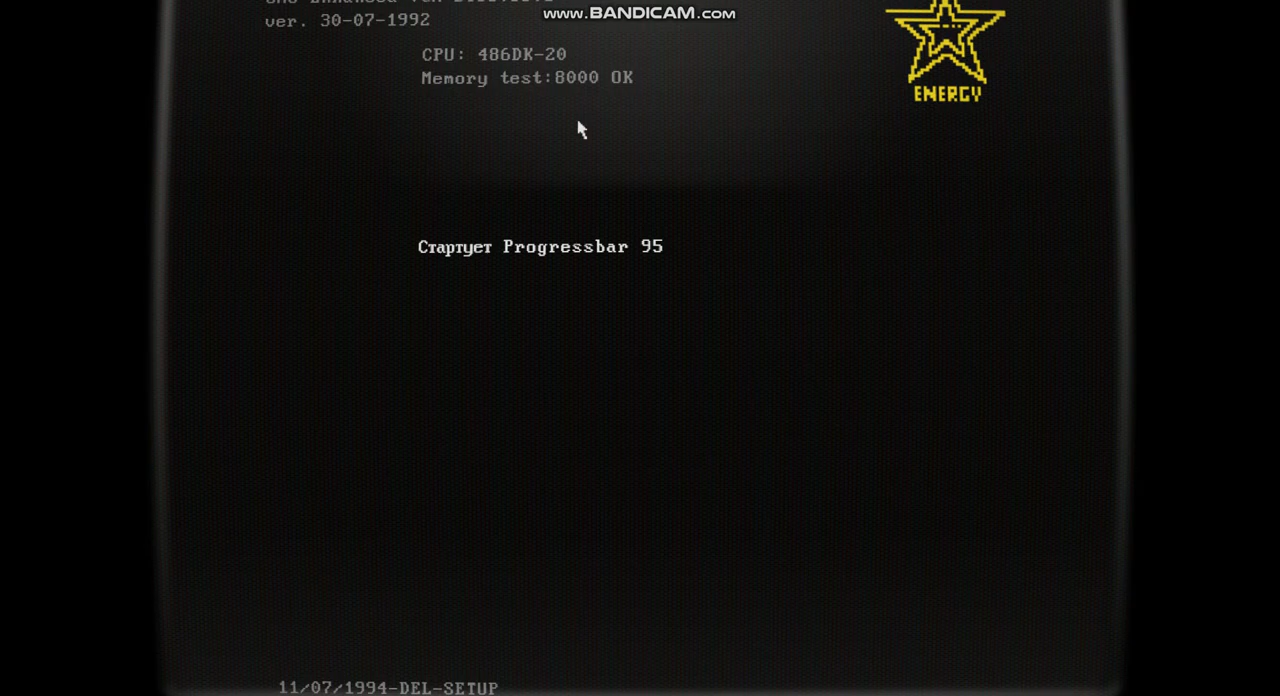 www.BANDICAM.com
ver. 30-07-1992
CPU: 486DK-20
Memory test:8000 OK
ENERGY
Стартует Progressbar 95
11/07/1994-DEL-SETUP